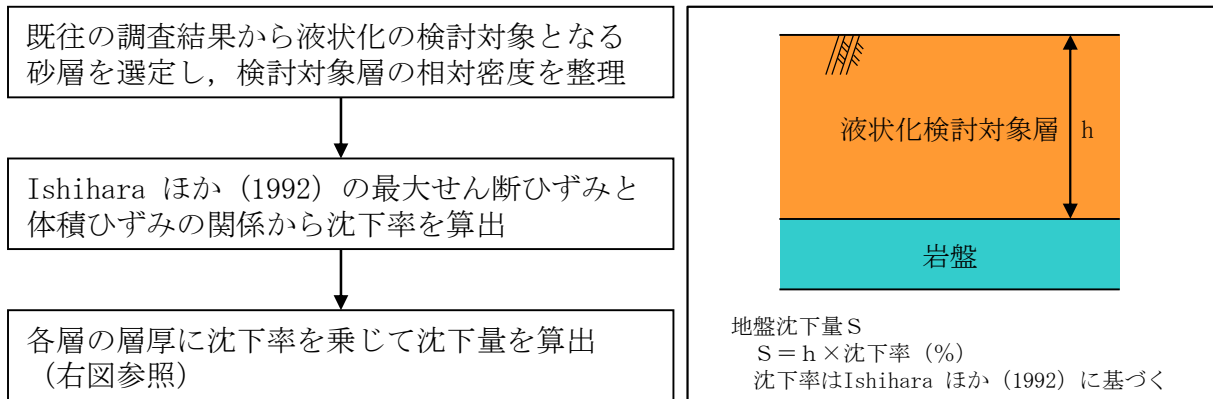 既往の調査結果から液状化の検討対象となる
砂層を選定し，検討対象層の相対密度を整理
Ishihara ほか（1992）の最大せん断ひずみと
体積ひずみの関係から沈下率を算出
各層の層厚に沈下率を乗じて沈下量を算出
（右図参照）
液状化検討対象層
h
岩盤
地盤沈下量Ｓ
Ｓ＝ｈ×沈下率（%）
沈下率はIshihara ほか（1992）に基づく